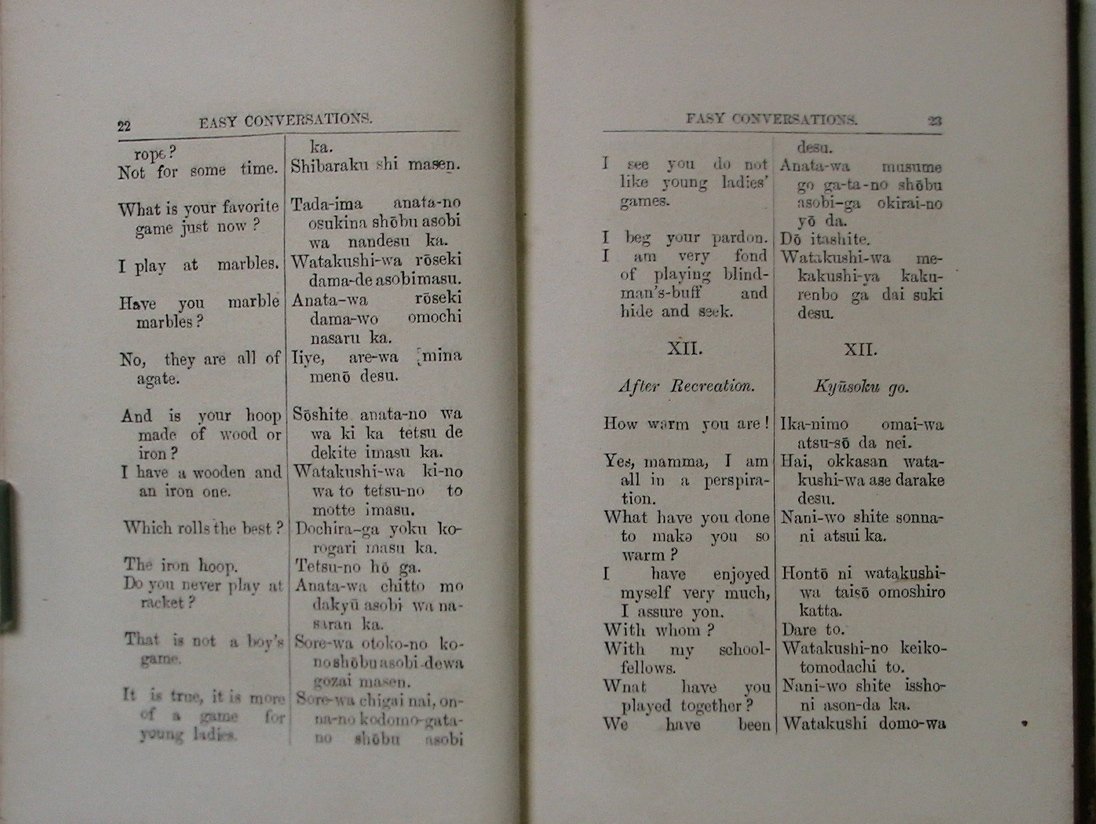 22 EASY CONVERSATIONS.
rope?
Not for some time.
What is your favorite
game just now ?
I play at marbles.
Have you marble
marbles ?
No, they are all of
agate.
And is your hoop
made of wood or
iron ?
I have a wooden and
an iron one.
Which rolls the best ?
The iron hoop.
Do you never play at
racket ?
That is not a boy's
game.
It is true, it is more
of a game for
young ladies.
ka.
Shibaraku shi masen.
Tada-ima anata-no
osukina shōbu asobi
wa nandesu ka.
Watakushi-wa rōseki
dama-de asobimasu.
Anata-wa rōseki
dama-wo omochi
nasaru ka.
Iiye, are-wa mina
menō desu.
Sōshite anata-no wa
wa ki ka tetsu de
dekite imasu ka.
Watakushi-wa ki-no
wa to tetsu-no to
motte imasu.
Dochira-ga yoku ko-
rogari masu ka.
Tetsu-no hō ga.
Anata-wa chitto mo
dakyū asobi wa na-
saran ka.
Sore-wa otoko-no ko-
no shōbu asobi dewa
gozai masen.
Sore-wa chigai nai, on-
na-no kodomo-gata-
no shōbu asobi
EASY CONVERSATIONS. 23
I see you do not
like young ladies'
games.
I beg your pardon.
I am very fond
of playing blind-
man's-buff and
hide and seek.
XII.
After Recreation.
How warm you are !
Yes, mamma, I am
all in a perspira-
tion.
What have you done
to make you so
warm ?
I have enjoyed
myself very much,
I assure you.
With whom ?
With my school-
fellows.
What have you
played together ?
We have been
desu.
Anata-wa musume
go ga-ta-no shōbu
asobi-ga okirai-no
yō da.
Dō itashite.
Watakushi-wa me-
kakushi-ya kaku-
renbo ga dai suki
desu.
XII.
Kyūsoku go.
Ika-nimo omai-wa
atsu-sō da nei.
Hai, okkasan wata-
kushi-wa ase darake
desu.
Nani-wo shite sonna-
ni atsui ka.
Hontō ni watakushi-
wa taisō omoshiro
katta.
Dare to.
Watakushi-no keiko-
tomodachi to.
Nani-wo shite issho-
ni ason-da ka.
Watakushi domo-wa